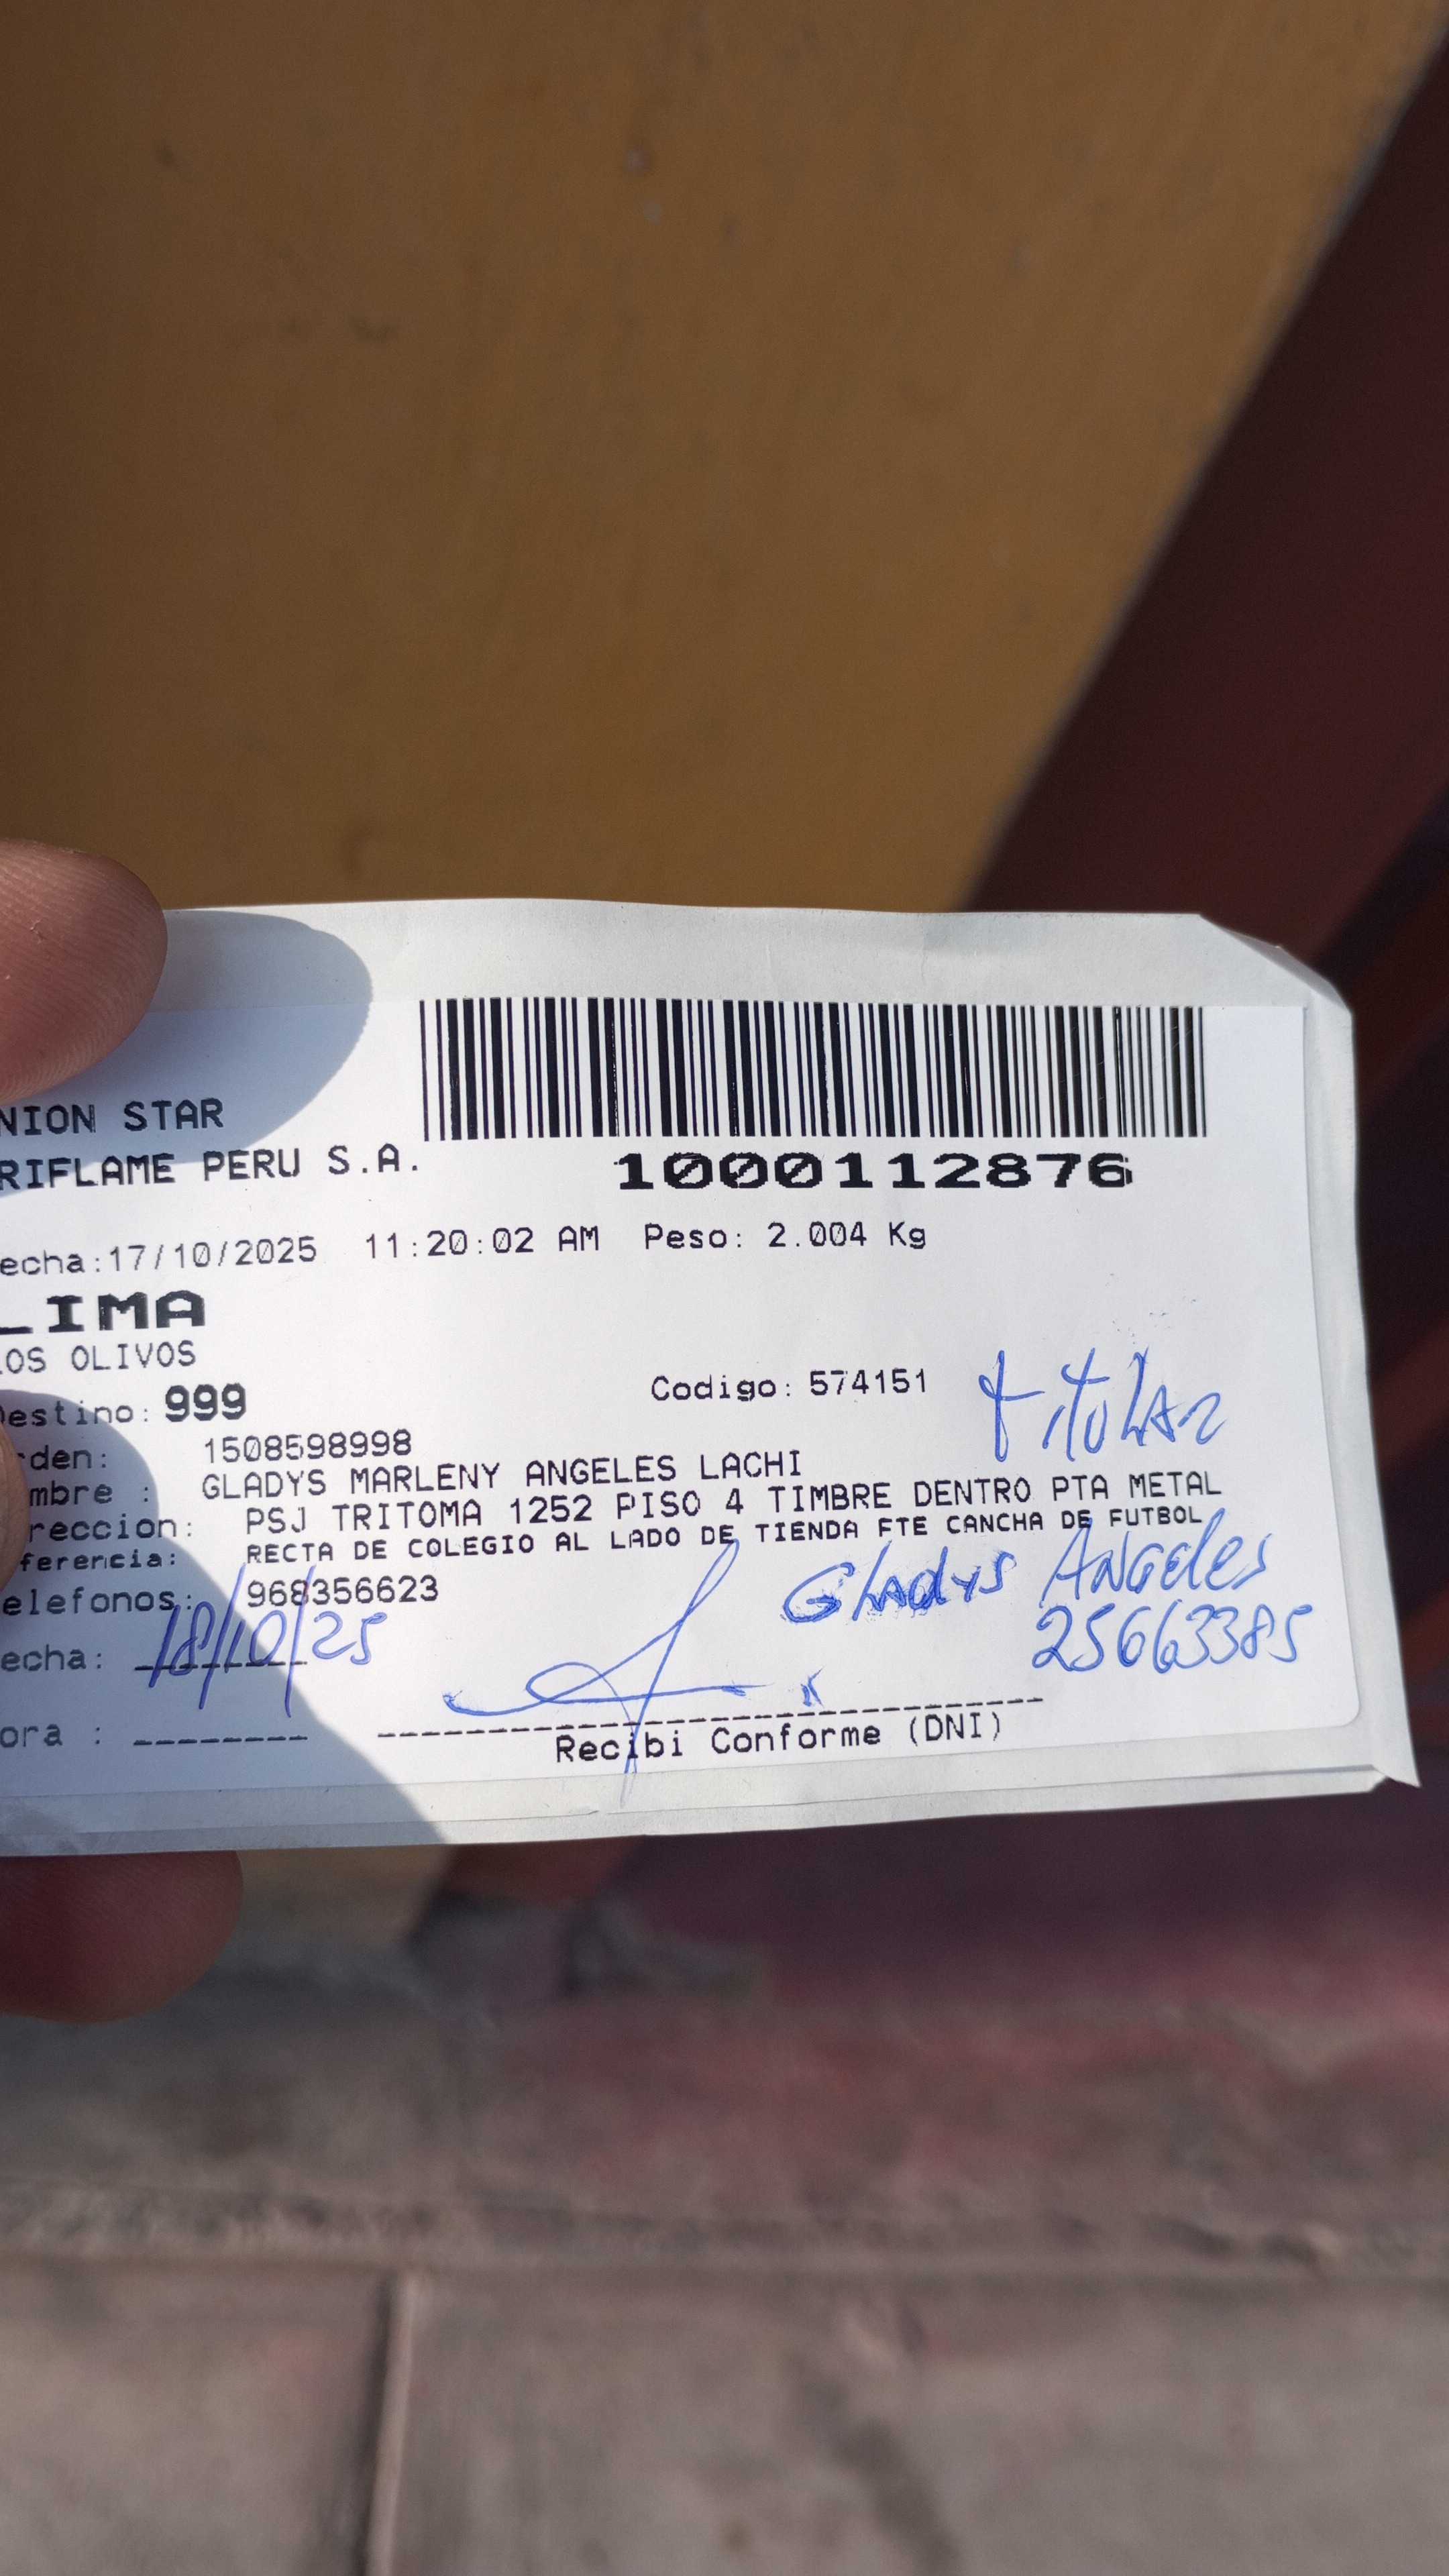 NION STAR
RIFLAME PERU S.A.
1000112876
echa:17/10/2025 11:20:02 AM Peso: 2.004 Kg
LIMA
LOS OLIVOS
Destino: 999
Codigo: 574151
titular
rden: 1508598998
mbre : GLADYS MARLENY ANGELES LACHI
reccion: PSJ TRITOMA 1252 PISO 4 TIMBRE DENTRO PTA METAL
ferencia: RECTA DE COLEGIO AL LADO DE TIENDA FTE CANCHA DE FUTBOL
elefonos: 968356623
Gladys Angeles
25663385
echa: 18/10/25
ora : --------
Recibi Conforme (DNI)